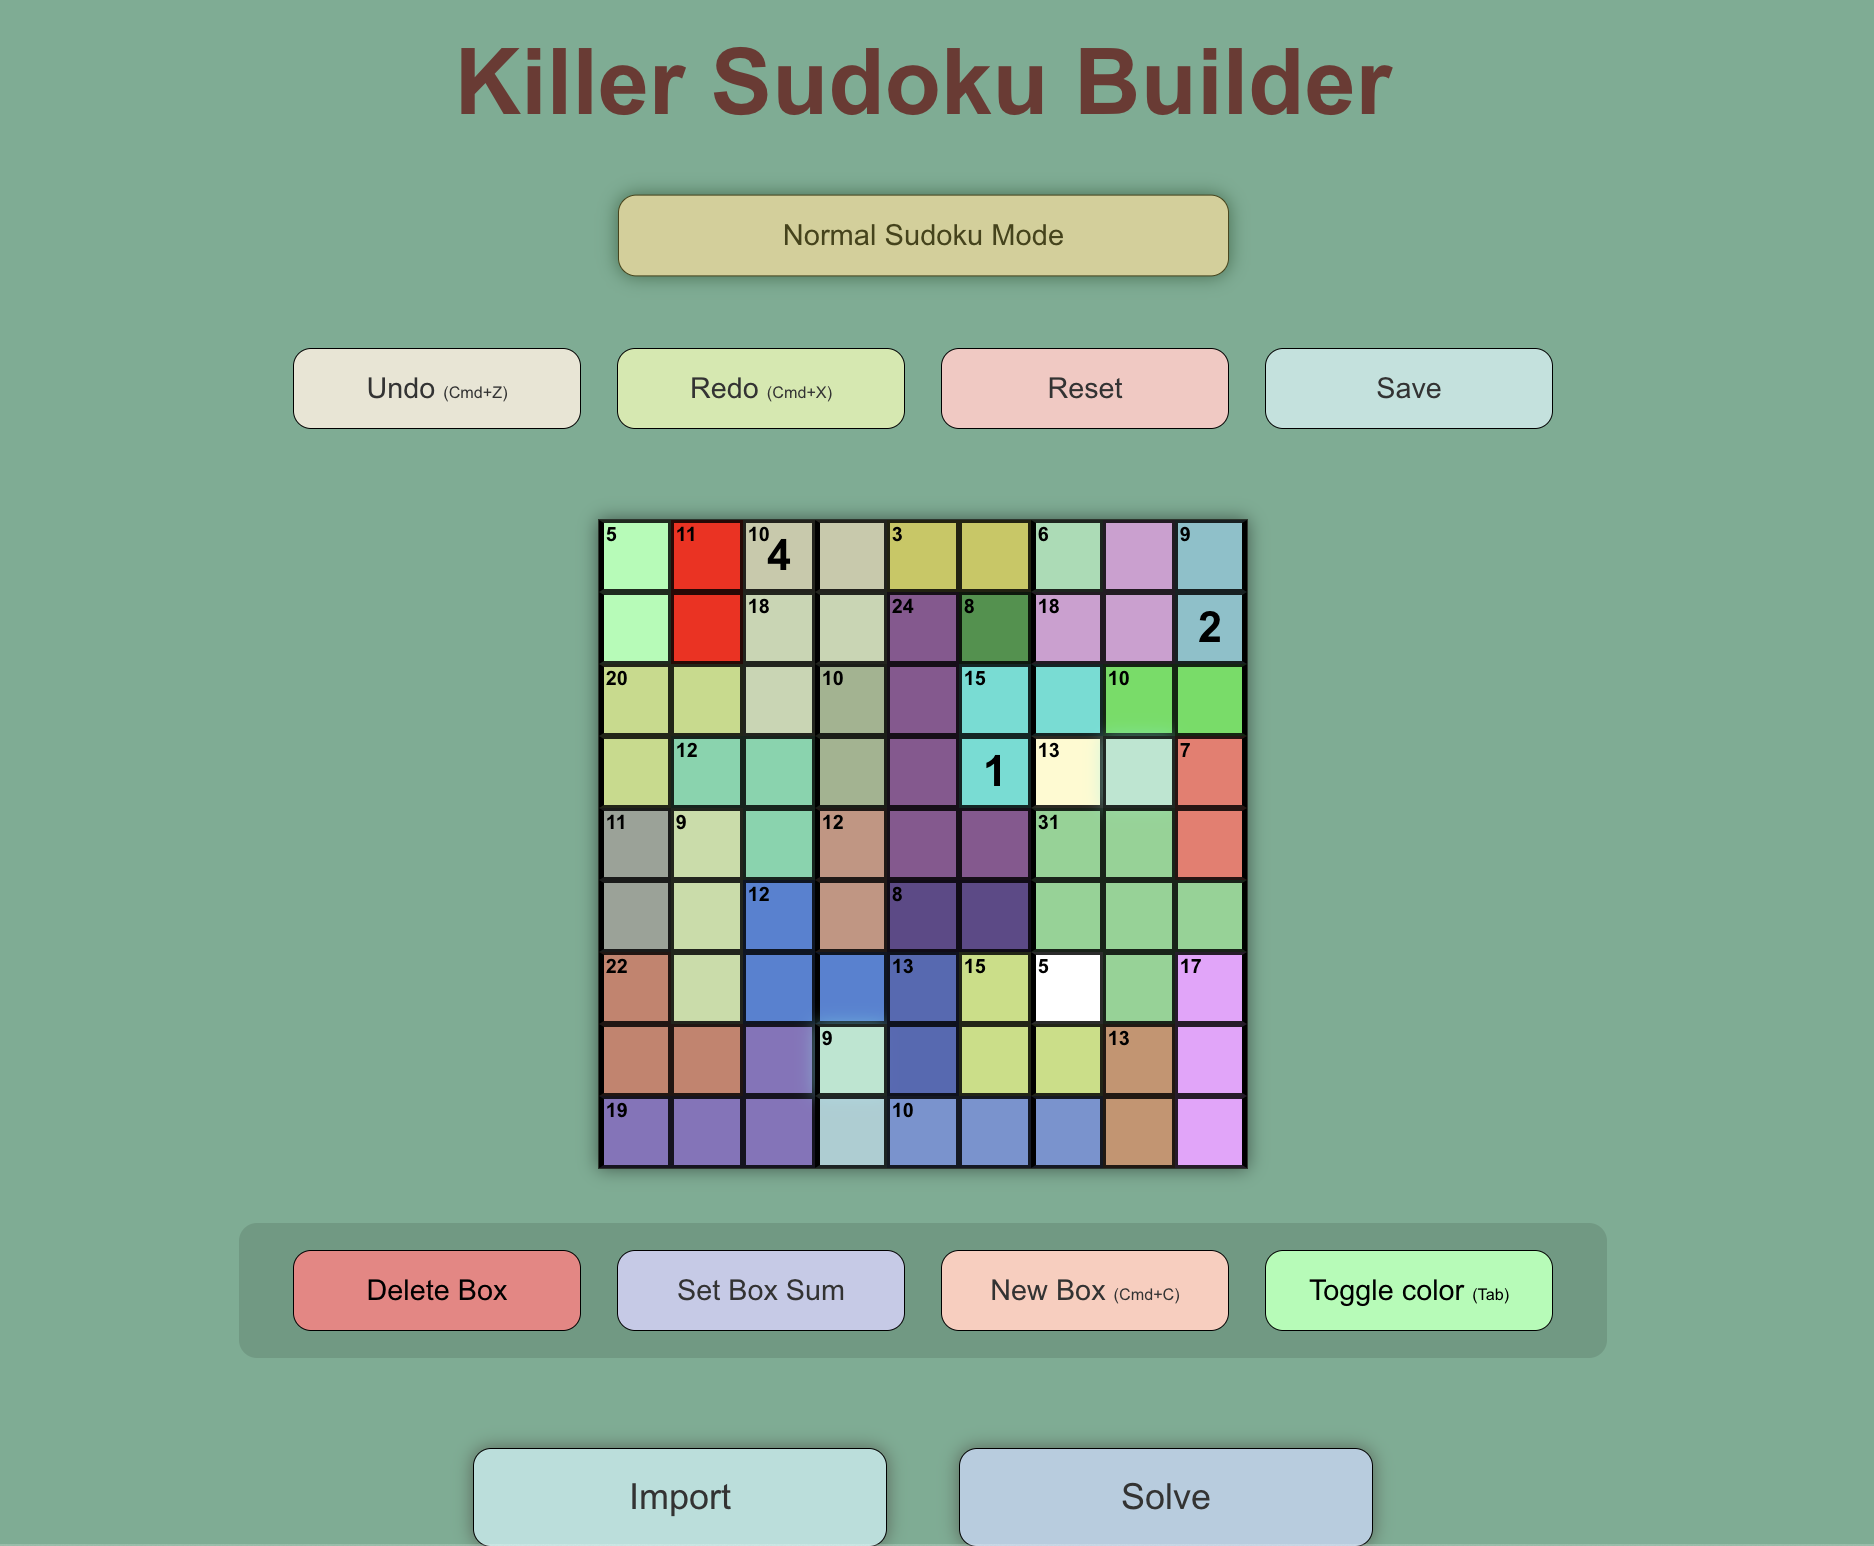 Killer Sudoku Builder
Normal Sudoku Mode
Undo (Cmd+Z) Redo (Cmd+X) Reset Save
5 11 10 4 3 6 9
18 24 8 18 2
20 10 15 10
12 1 13 7
11 9 12 31
12 8
22 13 15 5 17
9 13
19 10
Delete Box Set Box Sum New Box (Cmd+C) Toggle color (Tab)
Import Solve